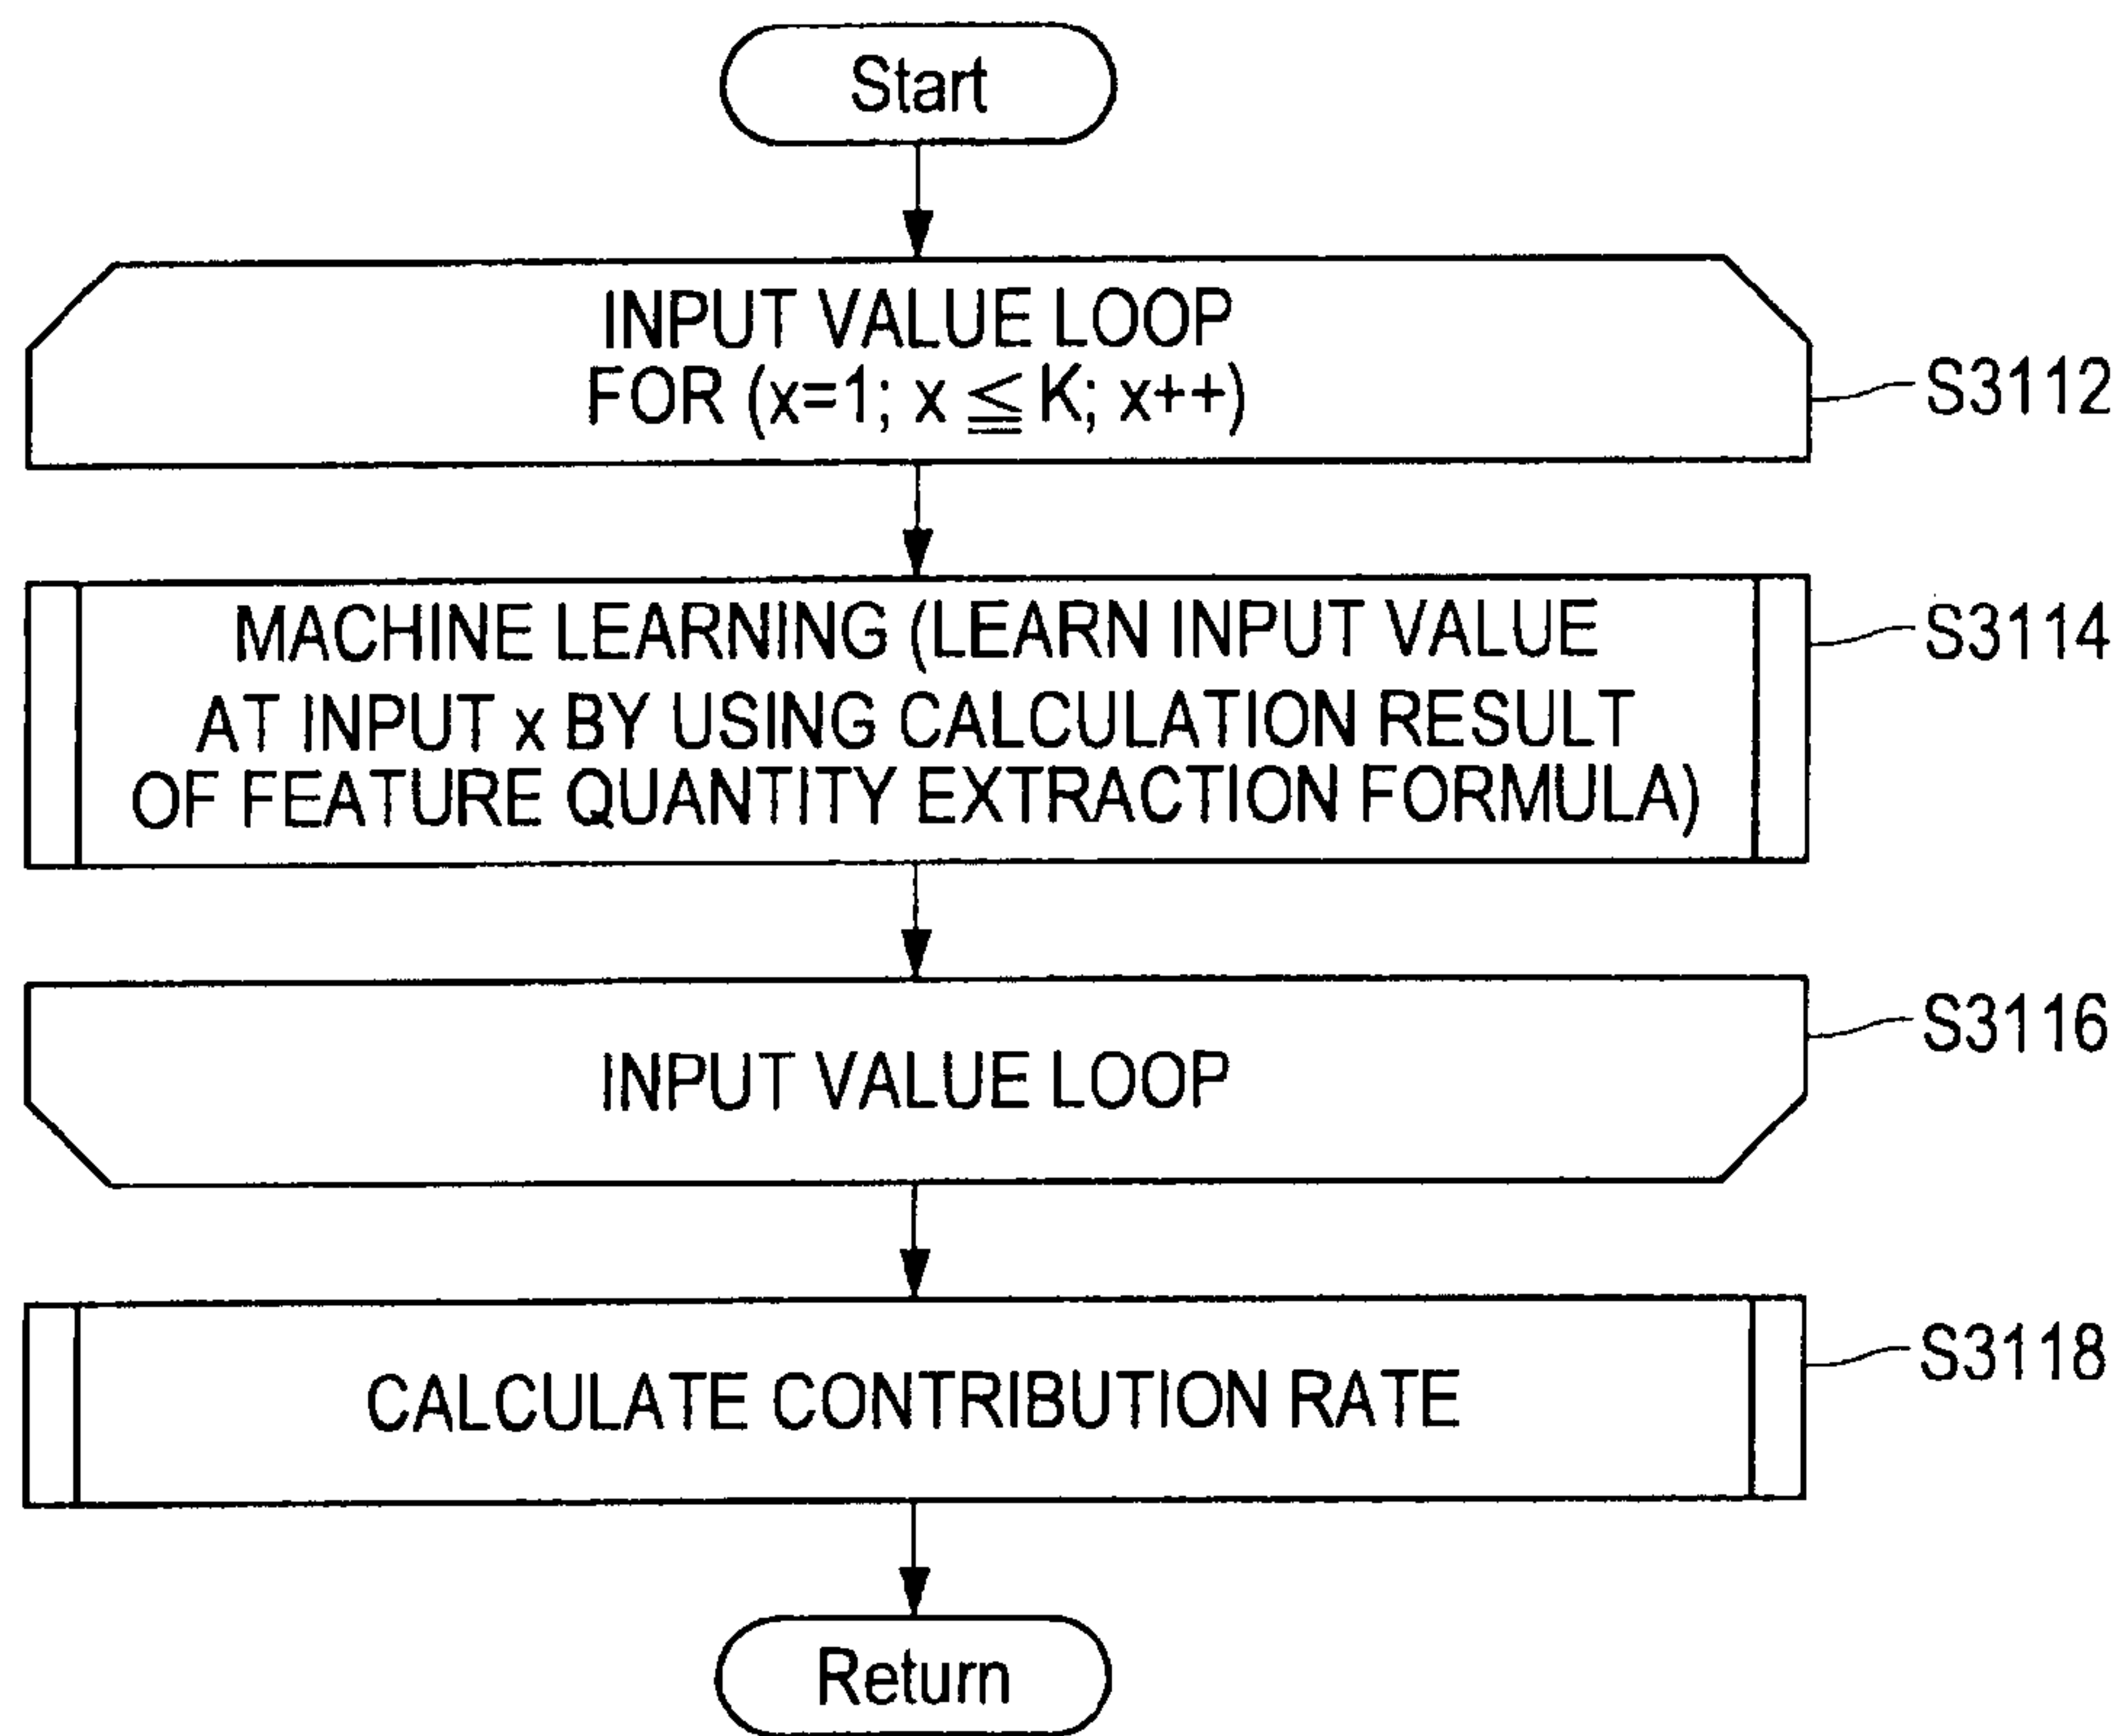 Start
INPUT VALUE LOOP
FOR (x=1; x ≦ K; x++)
S3112
MACHINE LEARNING (LEARN INPUT VALUE
AT INPUT x BY USING CALCULATION RESULT
OF FEATURE QUANTITY EXTRACTION FORMULA)
S3114
INPUT VALUE LOOP
S3116
CALCULATE CONTRIBUTION RATE
S3118
Return